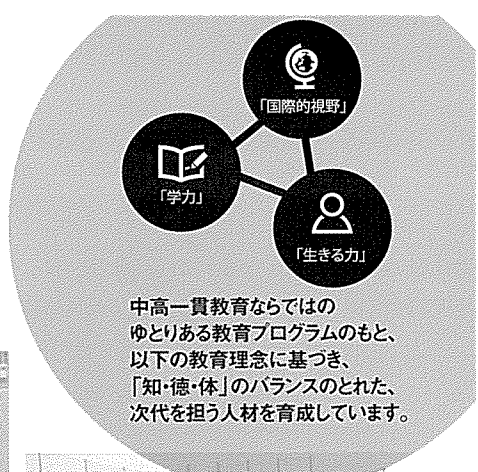 「国際的視野」
「学力」
「生きる力」
中高一貫教育ならではの
ゆとりある教育プログラムのもと、
以下の教育理念に基づき、
「知・徳・体」のバランスのとれた、
次代を担う人材を育成しています。